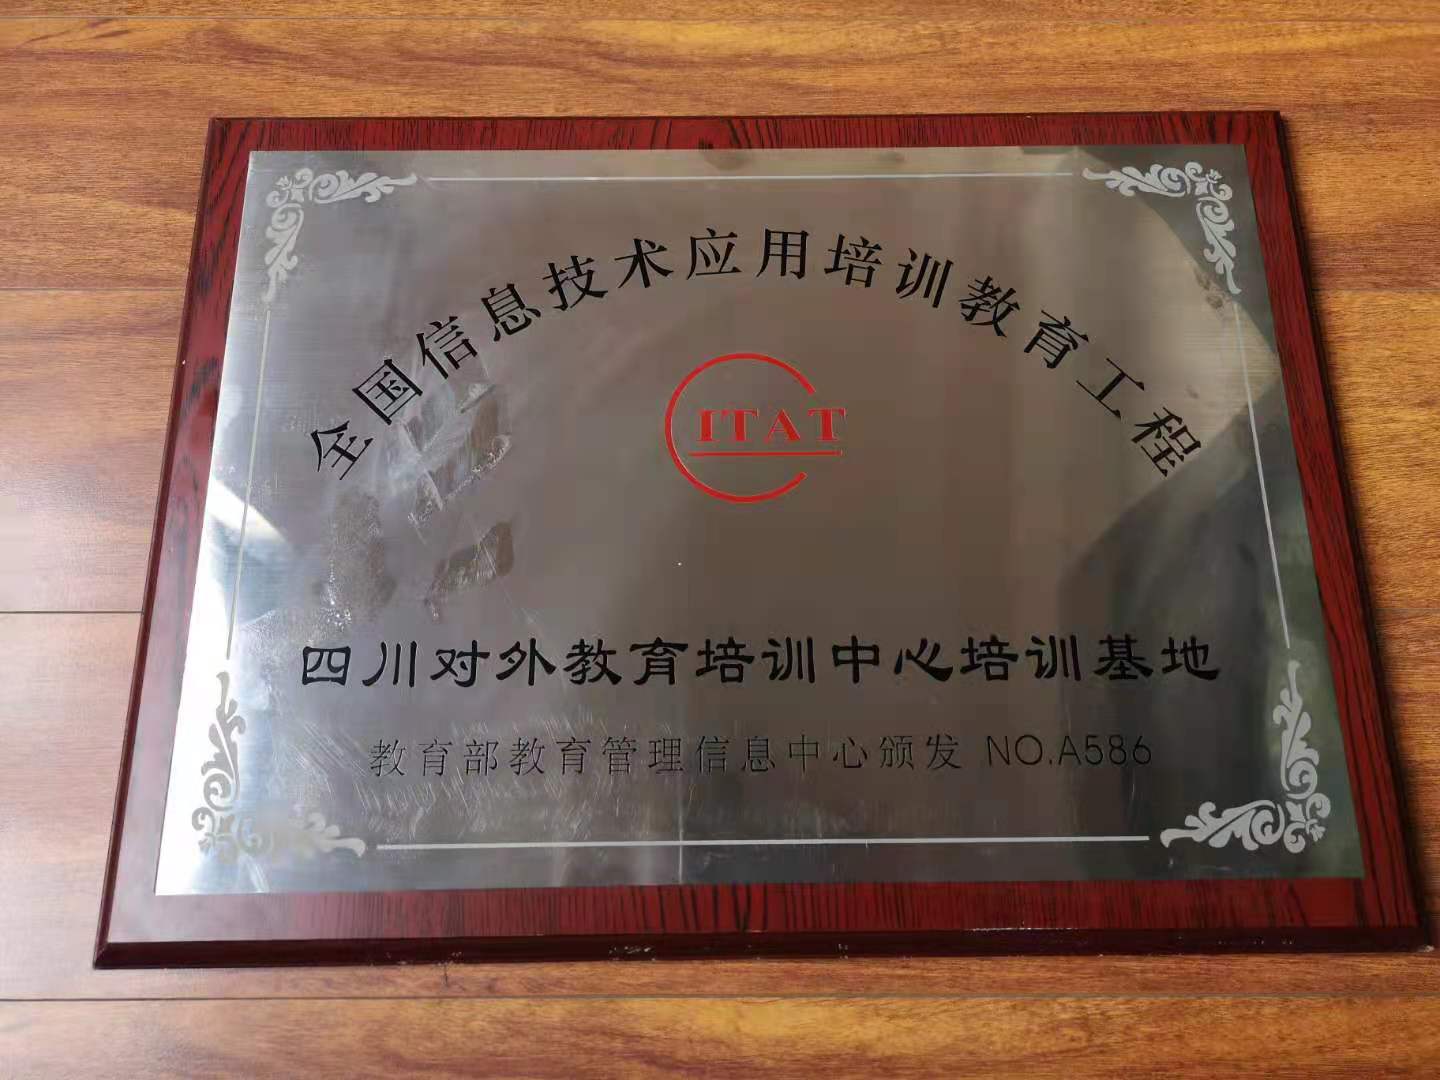 全国信息技术应用培训教育工程
ITAT
四川对外教育培训中心培训基地
教育部教育管理信息中心颁发 NO.A586